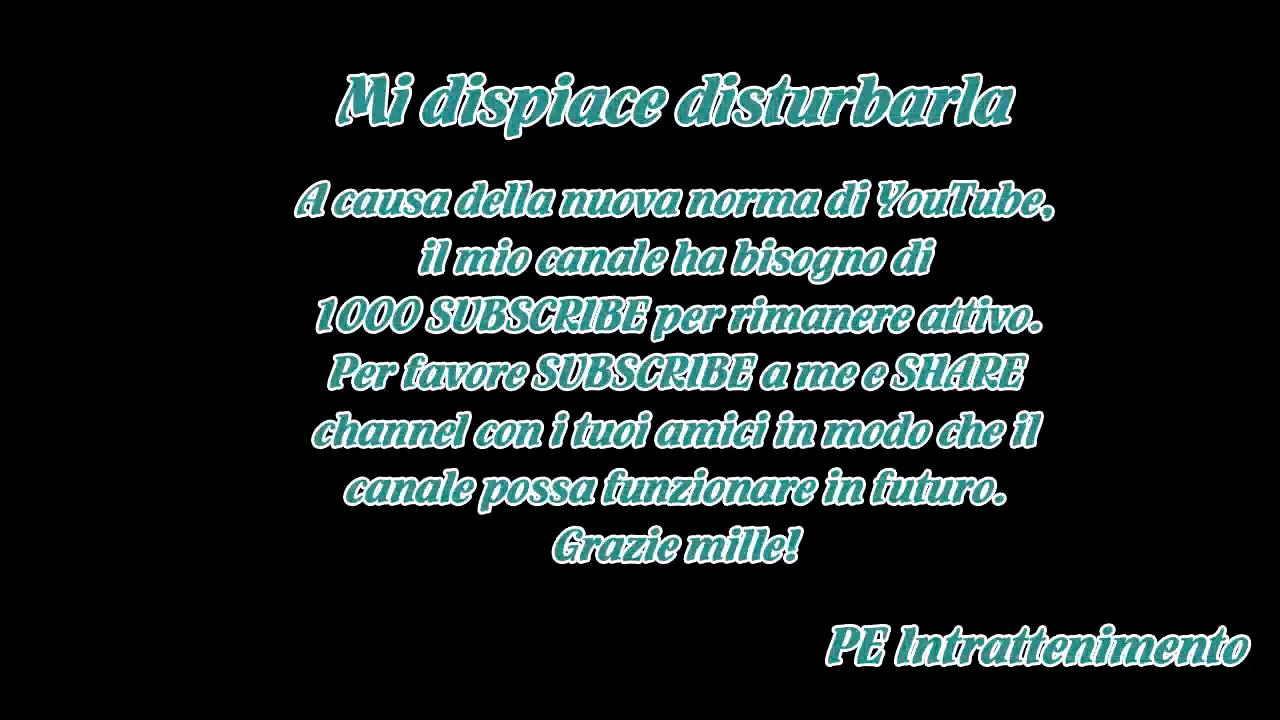 Mi dispiace disturbarla
A causa della nuova norma di YouTube,
il mio canale ha bisogno di
1000 SUBSCRIBE per rimanere attivo.
Per favore SUBSCRIBE a me e SHARE
channel con i tuoi amici in modo che il
canale possa funzionare in futuro.
Grazie mille!
PE Intrattenimento